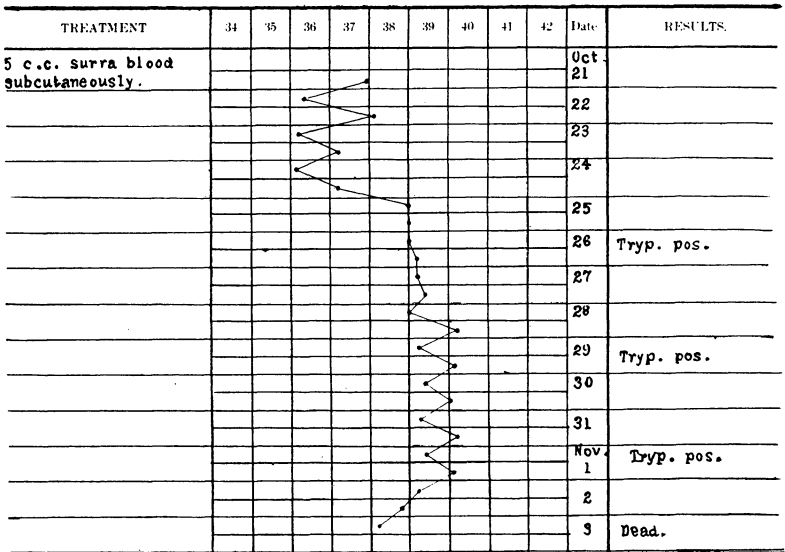 TREATMENT 34 35 36 37 38 39 40 41 42 Date RESULTS.
5 c.c. surra blood
subcutaneously.
Oct.
21
22
23
24
25
26 Tryp. pos.
27
28
29 Tryp. pos.
30
31
Nov. 1 Tryp. pos.
2
3 Dead.